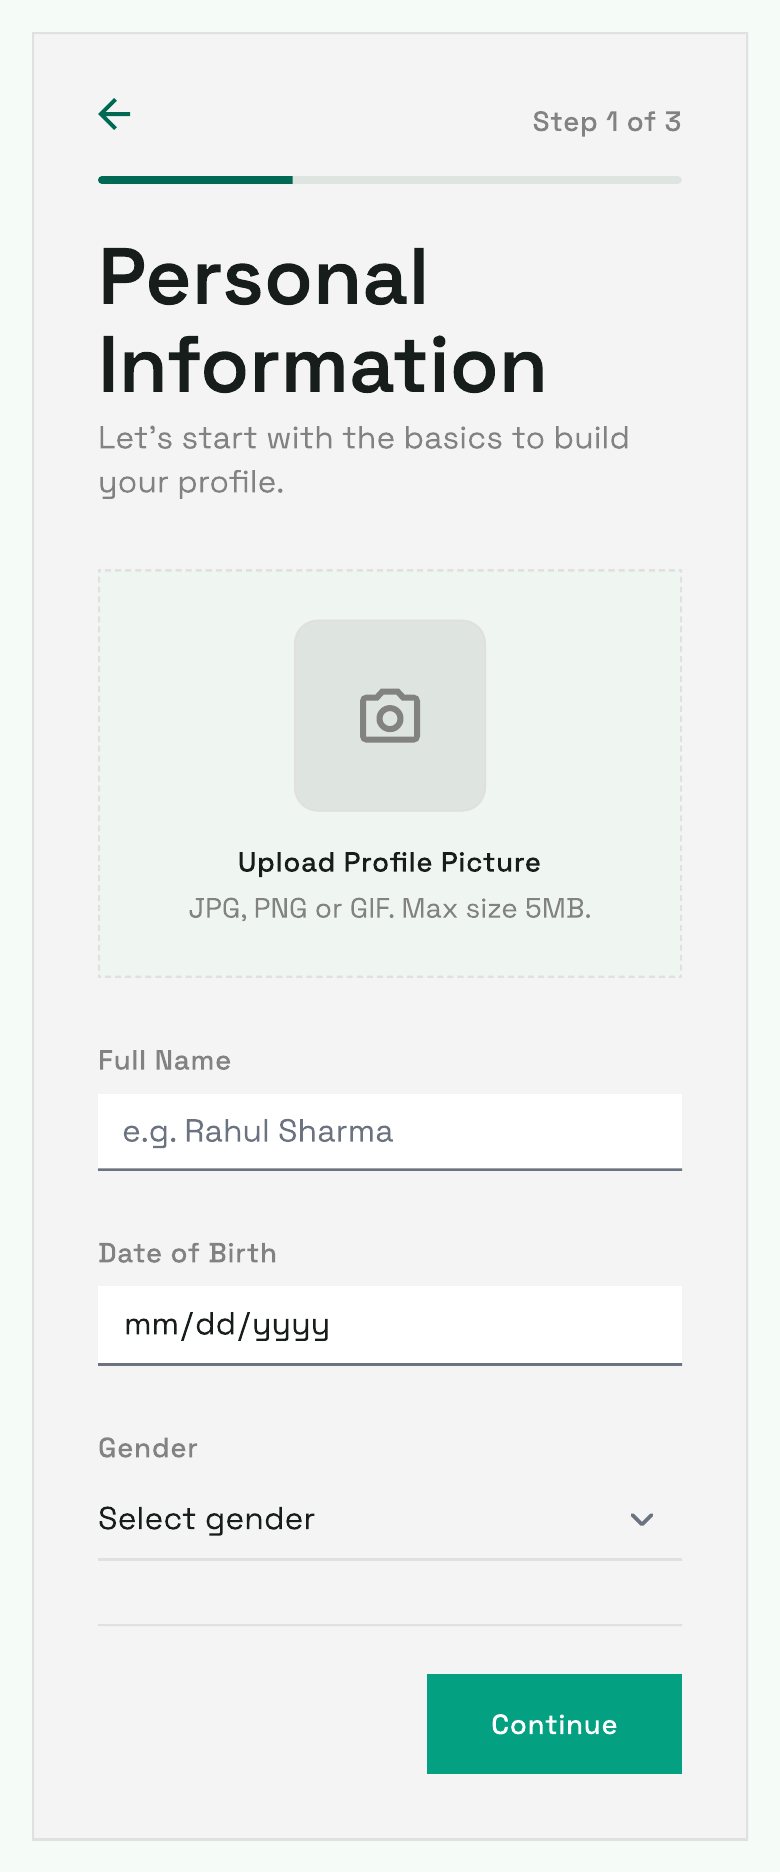 Step 1 of 3
Personal
Information
Let's start with the basics to build
your profile.
Upload Profile Picture
JPG, PNG or GIF. Max size 5MB.
Full Name
e.g. Rahul Sharma
Date of Birth
mm/dd/yyyy
Gender
Select gender
Continue